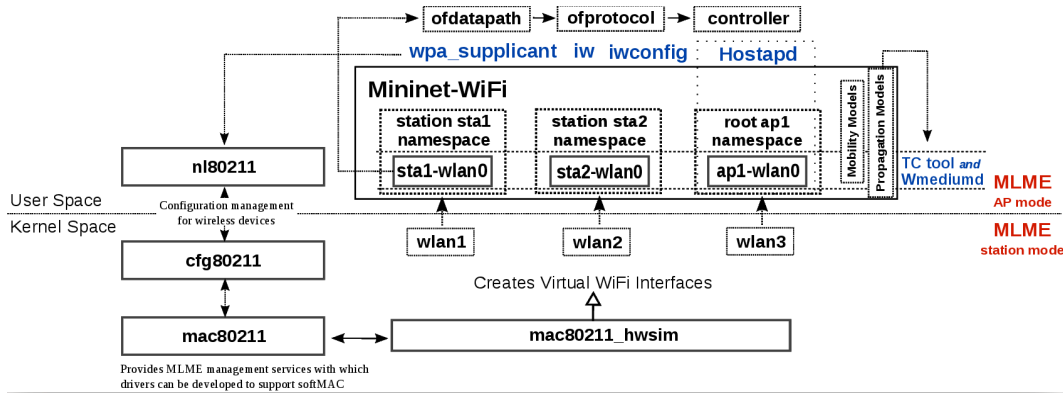 ofdatapath
ofprotocol
controller
wpa_supplicant iw iwconfig
Hostapd
Mininet-WiFi
station sta1
namespace
sta1-wlan0
station sta2
namespace
sta2-wlan0
root ap1
namespace
ap1-wlan0
Mobility Models
Propagation Models
TC tool and
Wmediumd
MLME
AP mode
nl80211
User Space
Configuration management
for wireless devices
Kernel Space
wlan1
wlan2
wlan3
MLME
station mode
cfg80211
Creates Virtual WiFi Interfaces
mac80211
mac80211_hwsim
Provides MLME management services with which
drivers can be developed to support softMAC